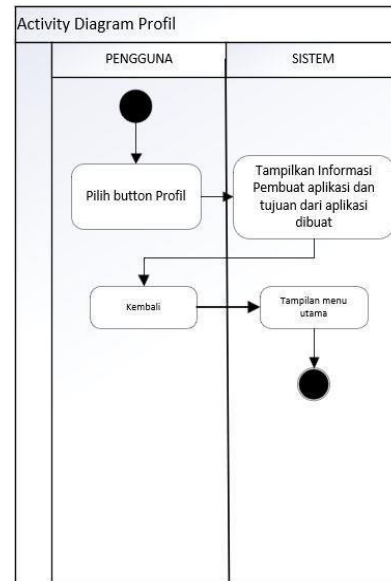 Activity Diagram Profil
PENGGUNA
SISTEM
Pilih button Profil
Tampilkan Informasi
Pembuat aplikasi dan
tujuan dari aplikasi
dibuat
Kembali
Tampilan menu
utama